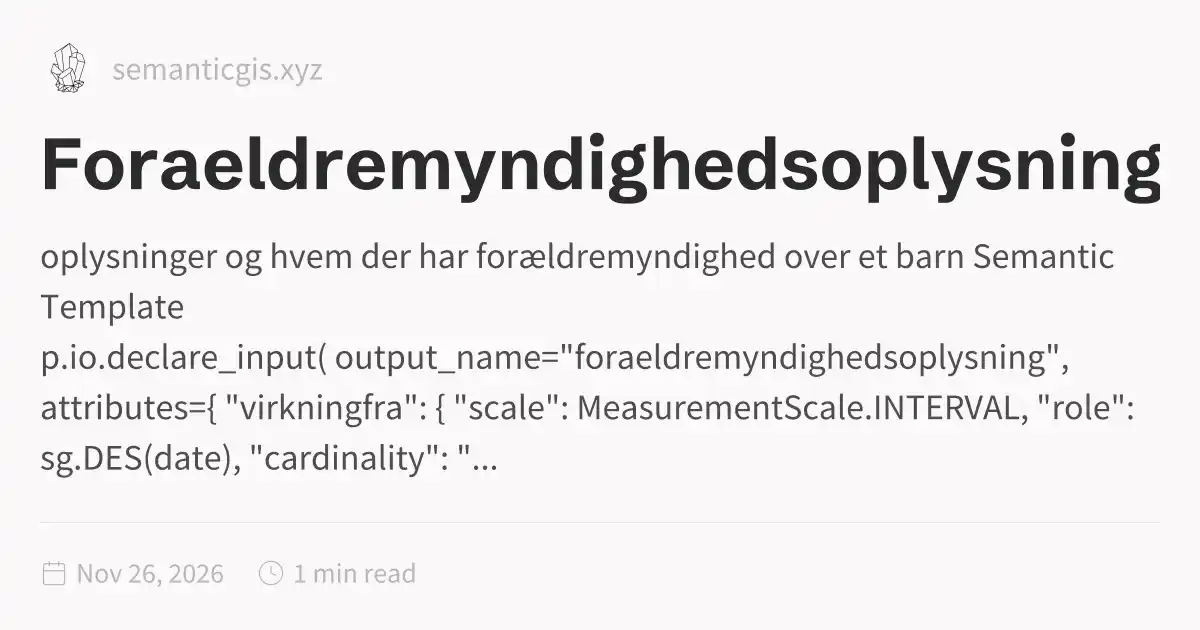 semanticgis.xyz
Foraeldremyndighedsoplysning
oplysninger og hvem der har forældremyndighed over et barn Semantic
Template
p.io.declare_input( output_name="foraeldremyndighedsoplysning",
attributes={ "virkningfra": { "scale": MeasurementScale.INTERVAL, "role":
sg.DES(date), "cardinality": "...
Nov 26, 2026 1 min read